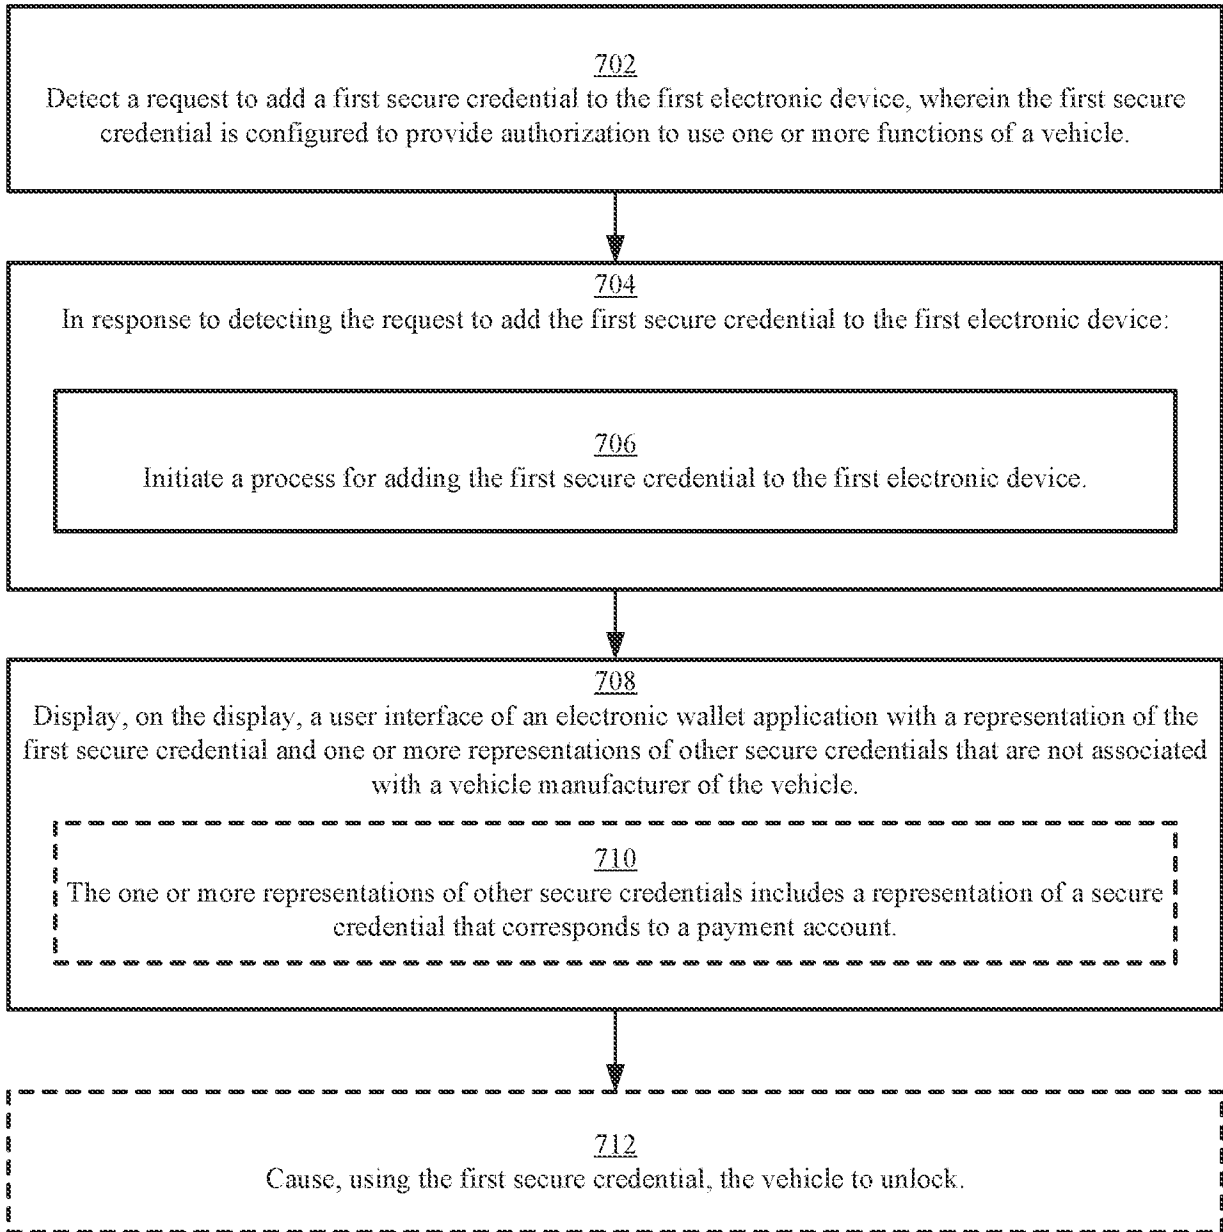 702
Detect a request to add a first secure credential to the first electronic device, wherein the first secure
credential is configured to provide authorization to use one or more functions of a vehicle.
704
In response to detecting the request to add the first secure credential to the first electronic device:
706
Initiate a process for adding the first secure credential to the first electronic device.
708
Display, on the display, a user interface of an electronic wallet application with a representation of the
first secure credential and one or more representations of other secure credentials that are not associated
with a vehicle manufacturer of the vehicle.
710
The one or more representations of other secure credentials includes a representation of a secure
credential that corresponds to a payment account.
712
Cause, using the first secure credential, the vehicle to unlock.